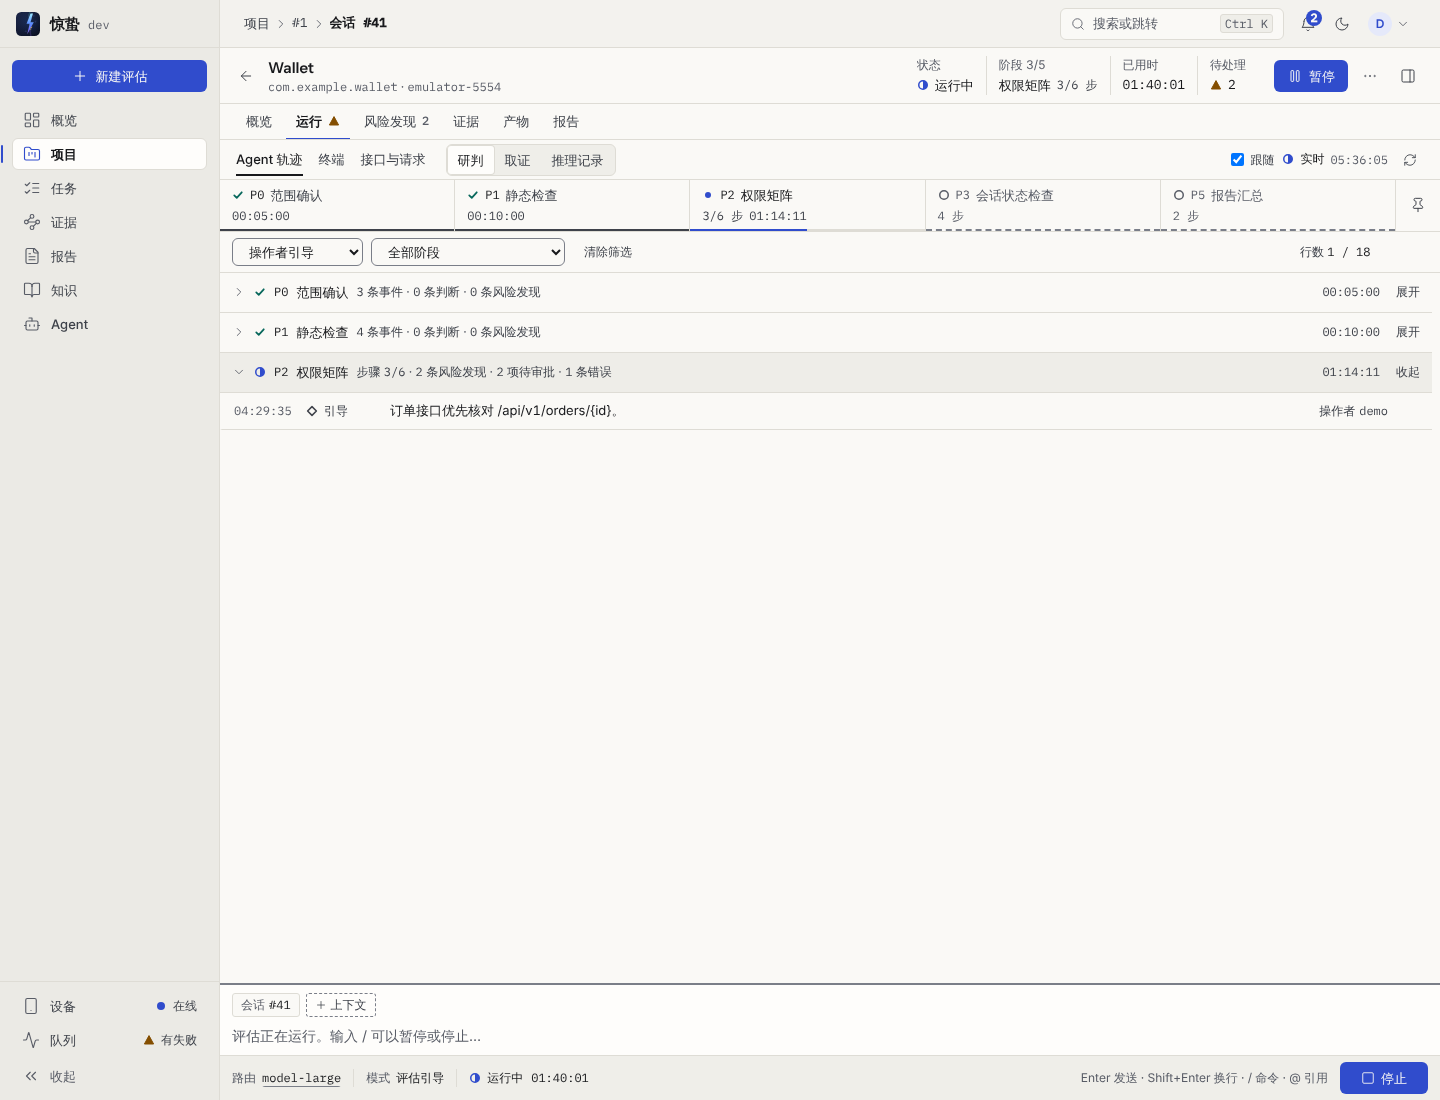 惊蛰 dev
项目 > #1 > 会话 #41
搜索或跳转 Ctrl K
2
D
新建评估
概览
项目
任务
证据
报告
知识
Agent
设备 在线
队列 有失败
收起
Wallet
com.example.wallet · emulator-5554
状态
运行中
阶段 3/5
权限矩阵 3/6 步
已用时
01:40:01
待处理
2
暂停
概览 运行 风险发现 2 证据 产物 报告
Agent 轨迹 终端 接口与请求 研判 取证 推理记录
跟随 实时 05:36:05
P0 范围确认
00:05:00
P1 静态检查
00:10:00
P2 权限矩阵
3/6 步 01:14:11
P3 会话状态检查
4 步
P5 报告汇总
2 步
操作者引导 全部阶段 清除筛选 行数 1 / 18
P0 范围确认 3 条事件 · 0 条判断 · 0 条风险发现 00:05:00 展开
P1 静态检查 4 条事件 · 0 条判断 · 0 条风险发现 00:10:00 展开
P2 权限矩阵 步骤 3/6 · 2 条风险发现 · 2 项待审批 · 1 条错误 01:14:11 收起
04:29:35 引导 订单接口优先核对 /api/v1/orders/{id}。 操作者 demo
会话 #41 + 上下文
评估正在运行。输入 / 可以暂停或停止...
路由 model-large 模式 评估引导 运行中 01:40:01
Enter 发送 · Shift+Enter 换行 · / 命令 · @ 引用 停止